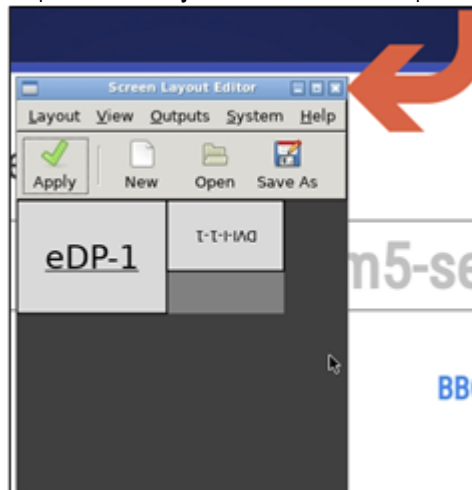 Screen Layout Editor
Layout View Outputs System Help
Apply New Open Save As
eDP-1
DVI-I-1-1
m5-se
BB